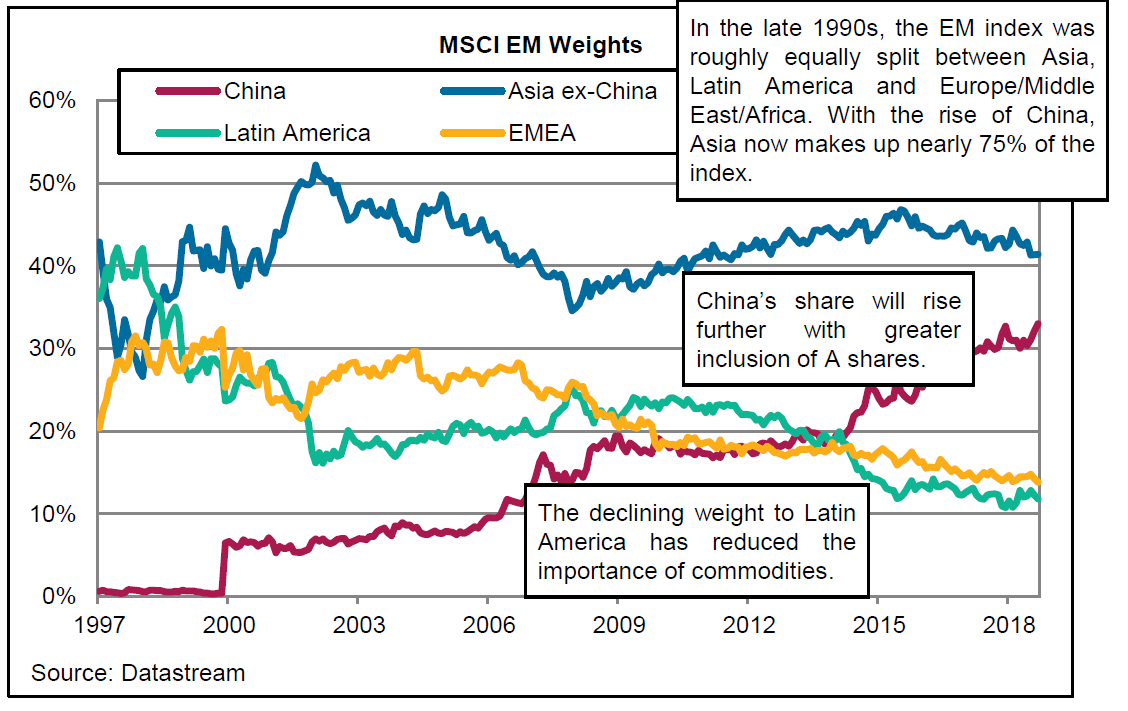 MSCI EM Weights
In the late 1990s, the EM index was
roughly equally split between Asia,
Latin America and Europe/Middle
East/Africa. With the rise of China,
Asia now makes up nearly 75% of the
index.
China
Asia ex-China
Latin America
EMEA
60%
50%
40%
30%
20%
10%
0%
China's share will rise
further with greater
inclusion of A shares.
The declining weight to Latin
America has reduced the
importance of commodities.
1997
2000
2003
2006
2009
2012
2015
2018
Source: Datastream